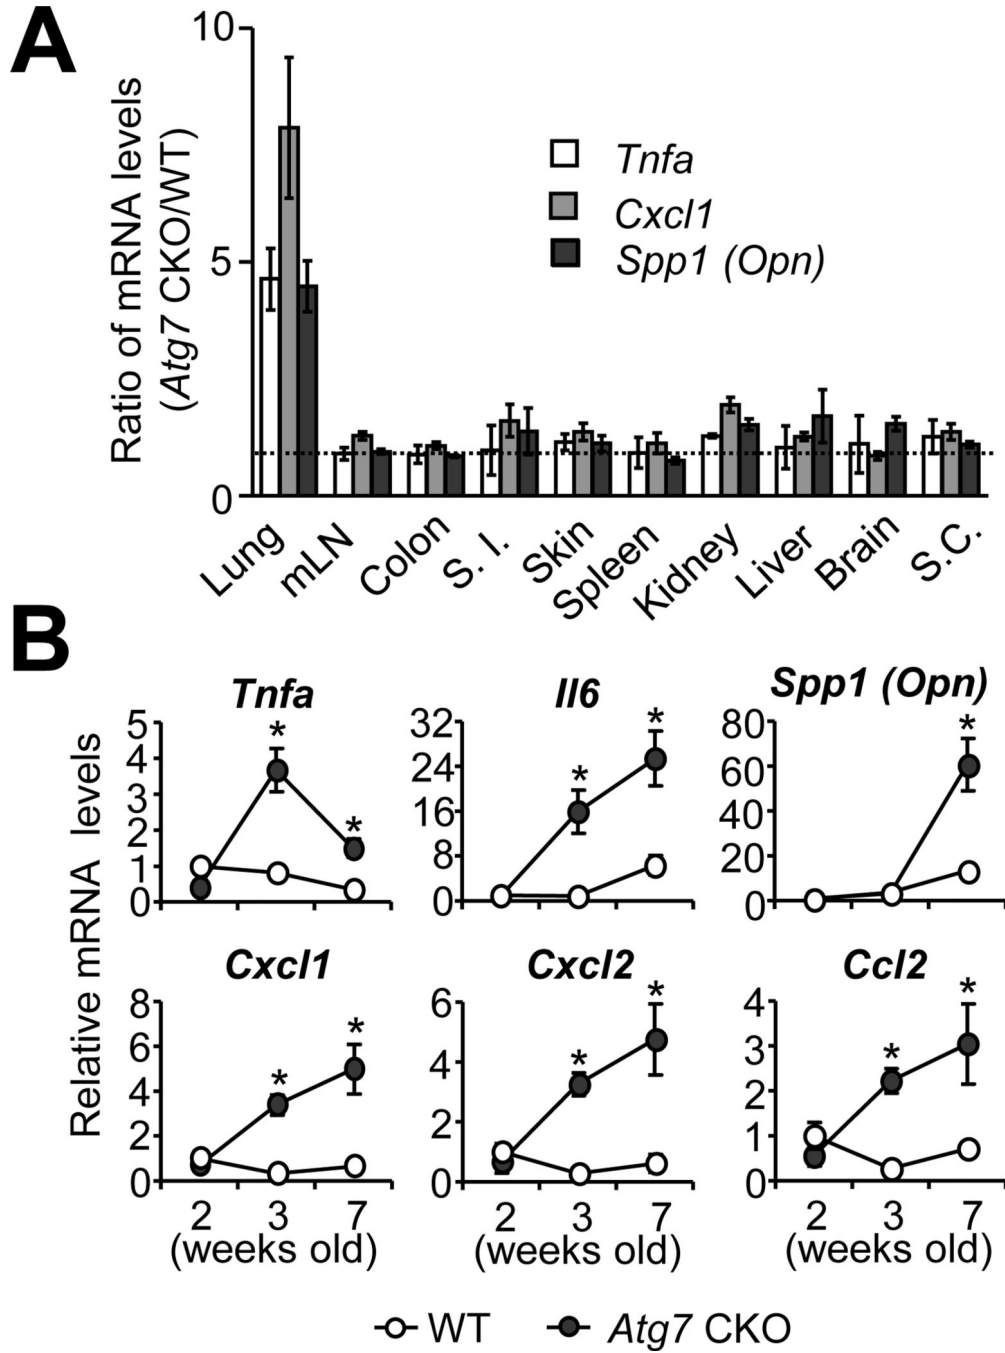 A
Ratio of mRNA levels
(Atg7 CKO/WT)
10
5
0
Tnfa
Cxcl1
Spp1 (Opn)
Lung mLN Colon S. I. Skin Spleen Kidney Liver Brain S.C.
B
Relative mRNA levels
Tnfa
5
4
3
2
1
0
*
*
Il6
32
24
16
8
0
*
*
Spp1 (Opn)
80
60
40
20
0
*
Cxcl1
8
6
4
2
0
*
*
2 3 7
(weeks old)
Cxcl2
6
4
2
0
*
*
2 3 7
(weeks old)
Ccl2
4
3
2
1
0
*
*
2 3 7
(weeks old)
WT Atg7 CKO